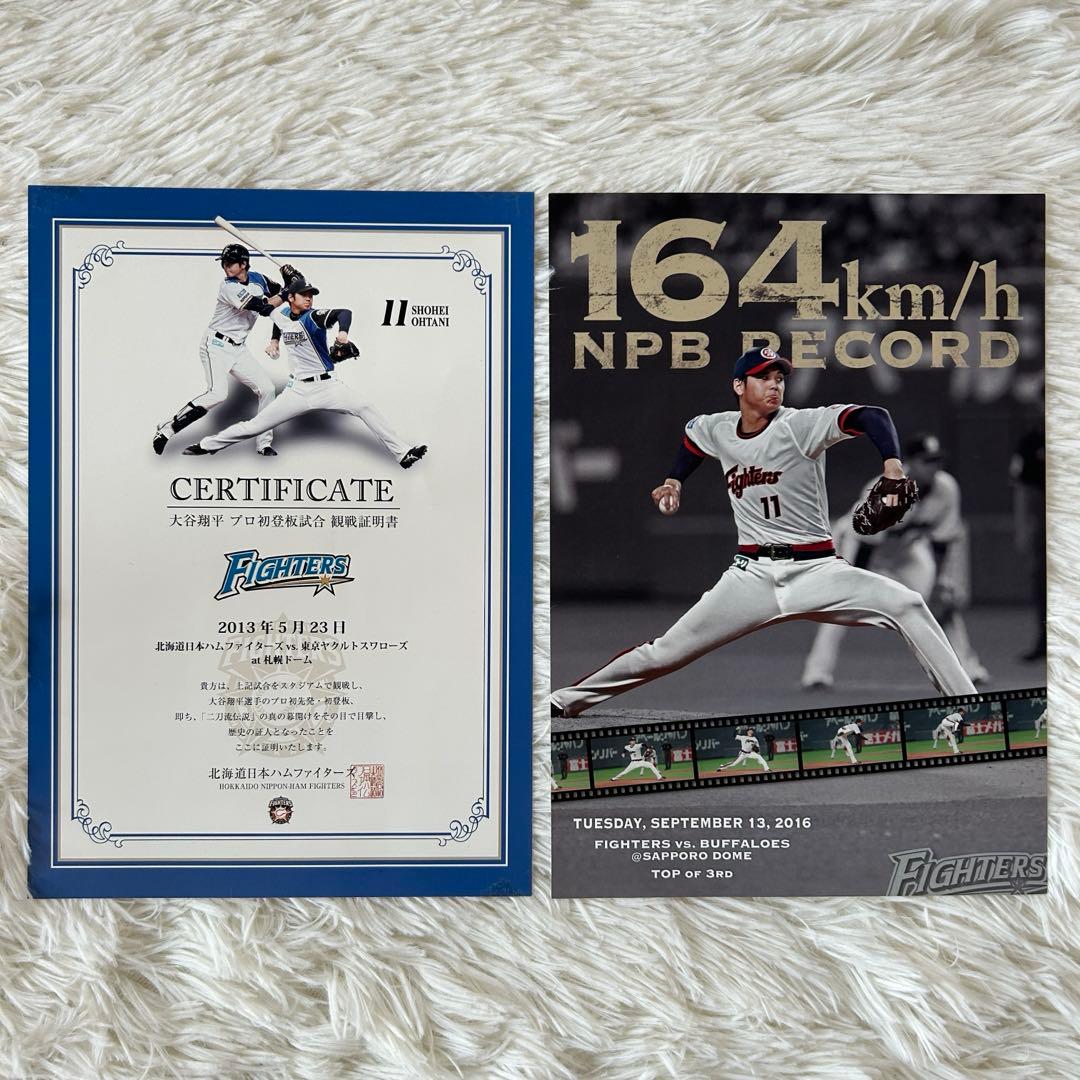 11 SHOHEI
OHTANI
CERTIFICATE
大谷翔平 プロ初登板試合 観戦証明書
FIGHTERS
2013年5月23日
北海道日本ハムファイターズ vs. 東京ヤクルトスワローズ
at 札幌ドーム
貴方は、上記試合をスタジアムで観戦し、
大谷翔平選手のプロ初先発・初登板、
即ち、「二刀流伝説」の真の幕開けをその目で目撃し、
歴史の証人となったことを
ここに証明いたします。
北海道日本ハムファイターズ
HOKKAIDO NIPPON-HAM FIGHTERS
FIGHTERS
164km/h
NPB RECORD
Fighters
11
TUESDAY, SEPTEMBER 13, 2016
FIGHTERS vs. BUFFALOES
@SAPPORO DOME
TOP OF 3RD
FIGHTERS